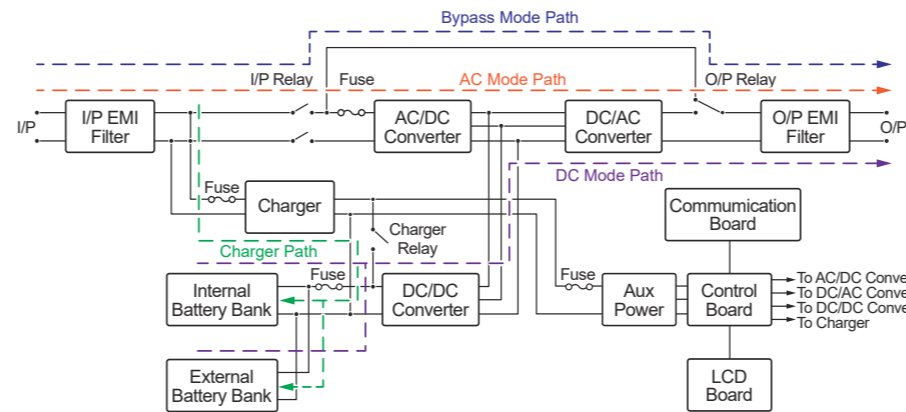 Bypass Mode Path
I/P Relay
Fuse
AC Mode Path
O/P Relay
I/P
I/P EMI
Filter
AC/DC
Converter
DC/AC
Converter
O/P EMI
Filter
O/P
DC Mode Path
Fuse
Charger
Charger
Relay
Communication
Board
Charger Path
Internal
Battery Bank
Fuse
DC/DC
Converter
Fuse
Aux
Power
Control
Board
To AC/DC Conve
To DC/AC Conve
To DC/DC Conve
To Charger
External
Battery Bank
LCD
Board